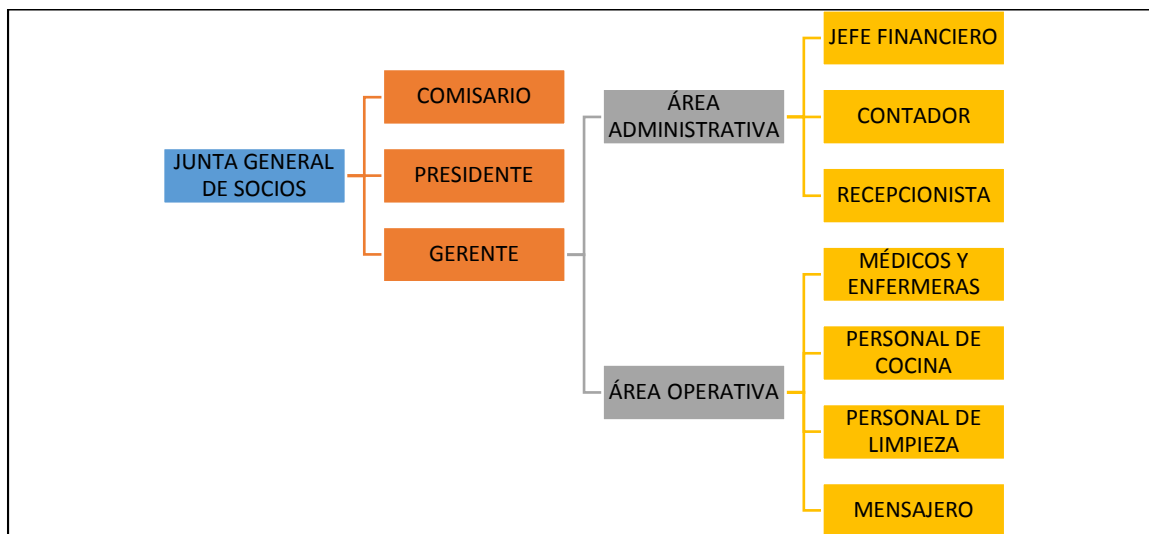 JUNTA GENERAL
DE SOCIOS
COMISARIO
PRESIDENTE
GERENTE
ÁREA
ADMINISTRATIVA
ÁREA OPERATIVA
JEFE FINANCIERO
CONTADOR
RECEPCIONISTA
MÉDICOS Y
ENFERMERAS
PERSONAL DE
COCINA
PERSONAL DE
LIMPIEZA
MENSAJERO